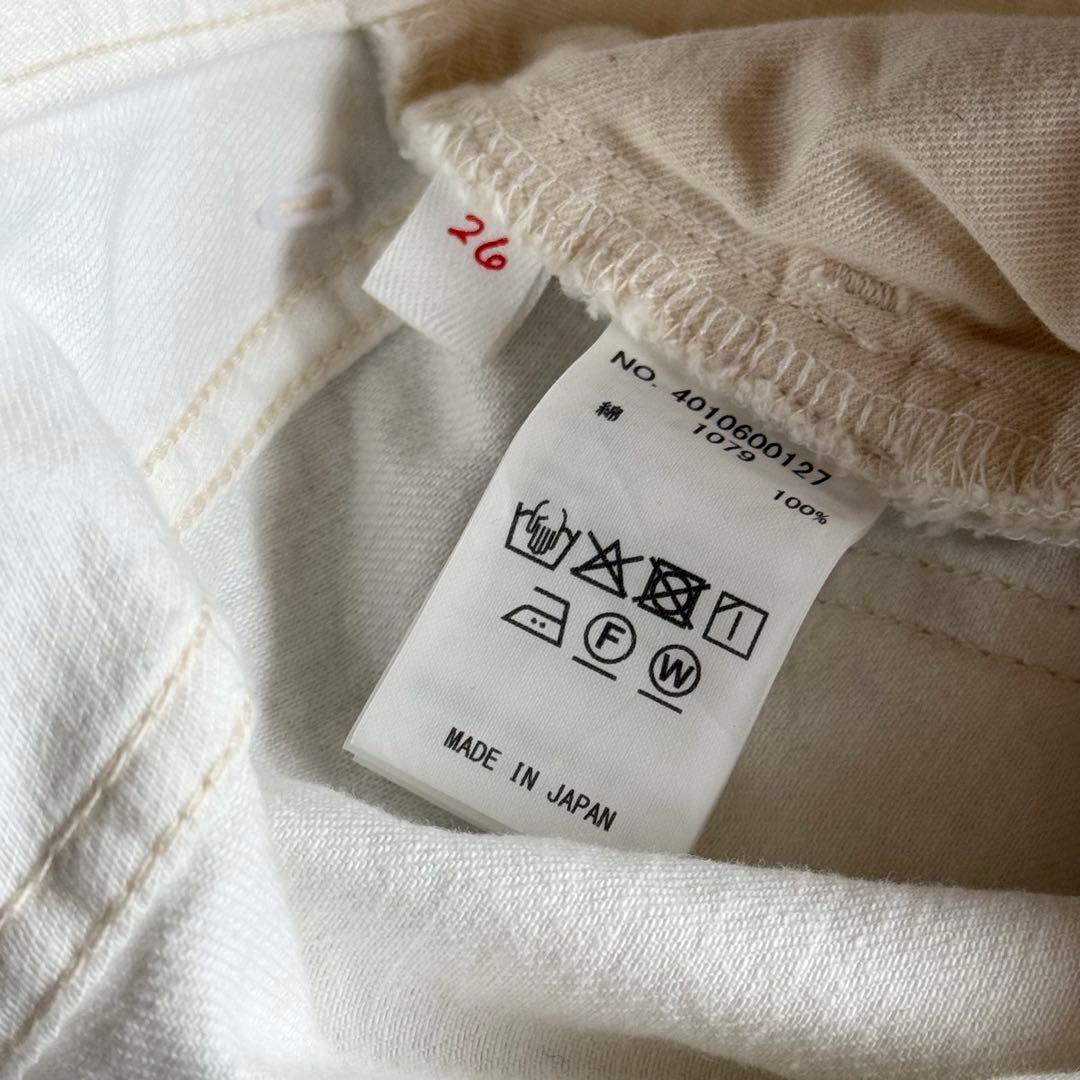 26
NO. 4010600127
1079
綿 100%
F W
MADE IN JAPAN